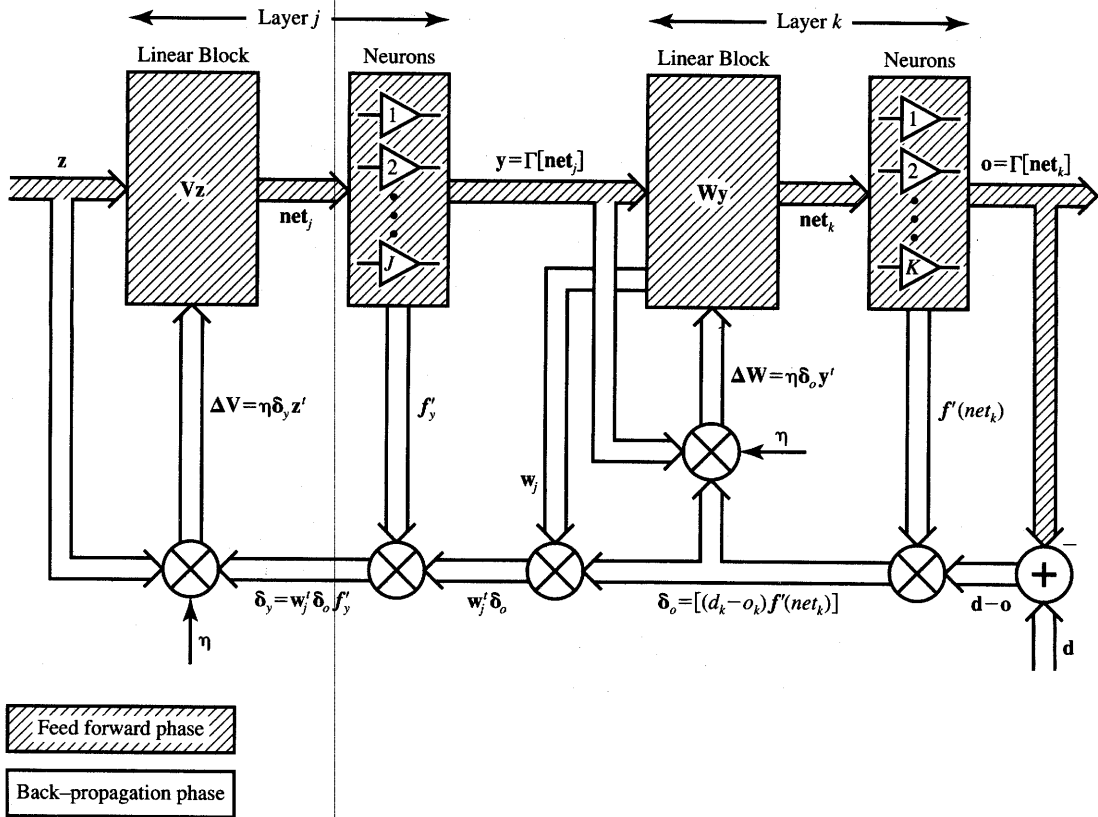 Layer j
Layer k
Linear Block
Neurons
Linear Block
Neurons
1
2
J
1
2
K
z
Vz
net_j
y=Γ[net_j]
Wy
net_k
o=Γ[net_k]
ΔV=ηδ_y z^t
f'_y
w_j
ΔW=ηδ_o y^t
η
f'(net_k)
−
+
δ_y=w_j^t δ_o f'_y
w_j^t δ_o
δ_o=[(d_k−o_k)f'(net_k)]
d−o
η
d
Feed forward phase
Back–propagation phase